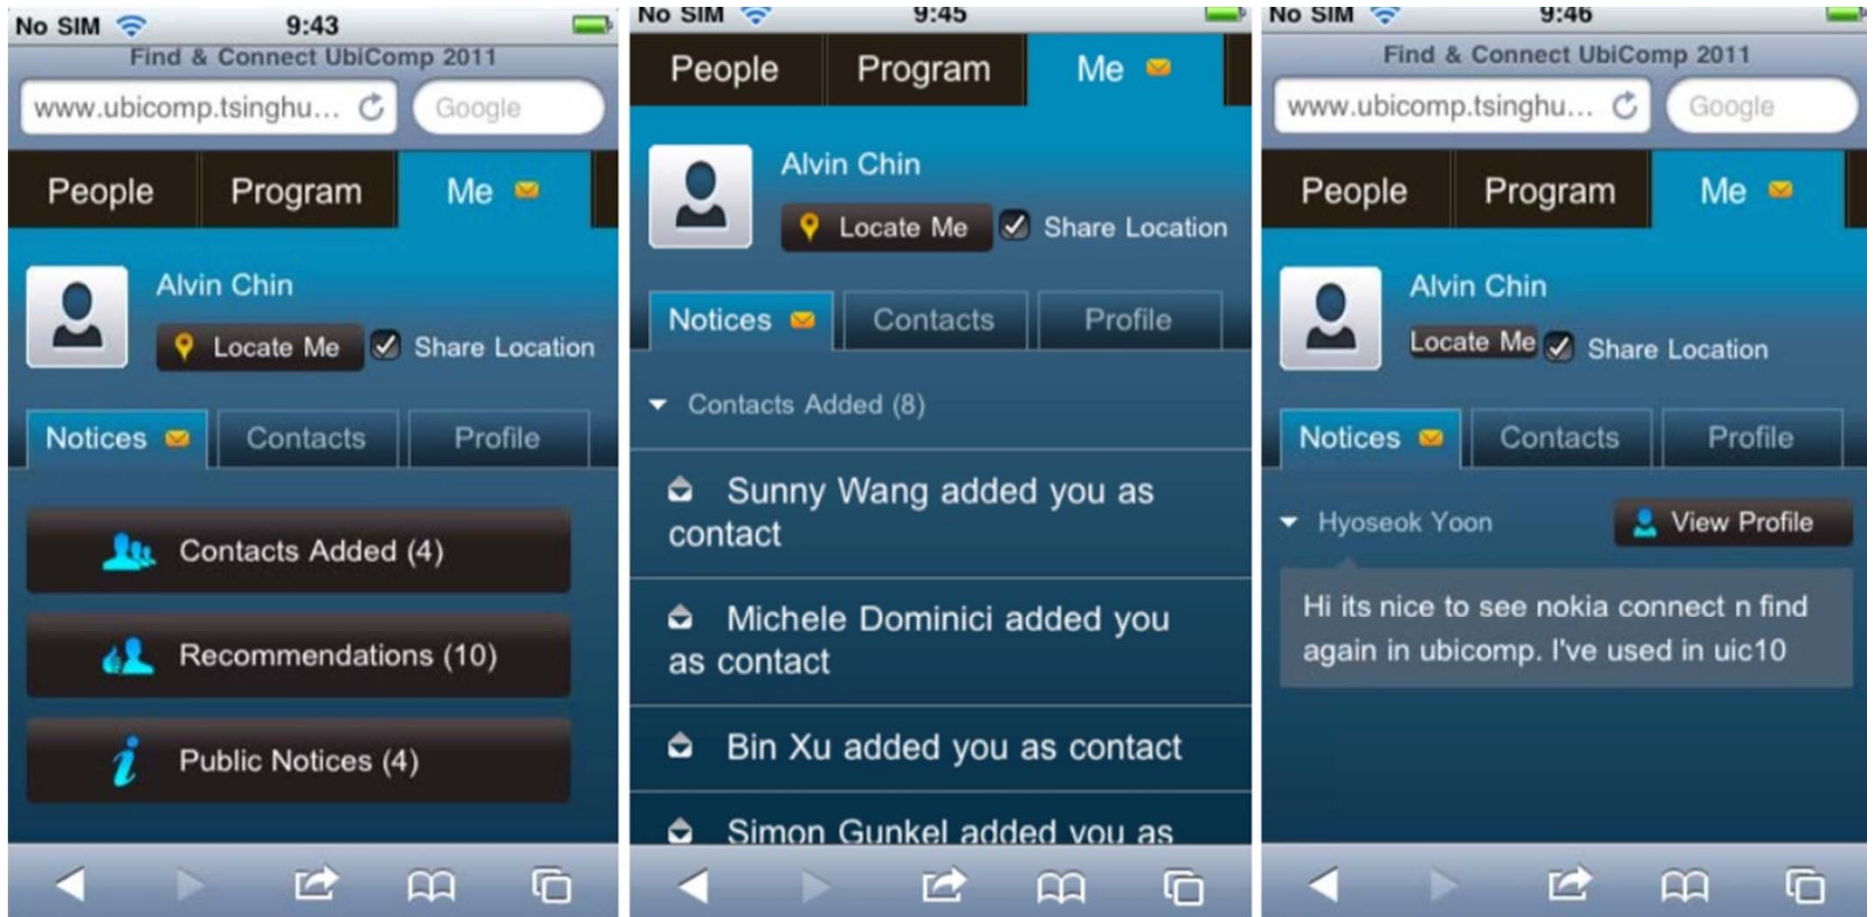 No SIM 9:43
Find & Connect UbiComp 2011
www.ubicomp.tsinghu... Google
People Program Me
Alvin Chin
Locate Me Share Location
Notices Contacts Profile
Contacts Added (4)
Recommendations (10)
Public Notices (4)
No SIM 9:45
People Program Me
Alvin Chin
Locate Me Share Location
Notices Contacts Profile
Contacts Added (8)
Sunny Wang added you as
contact
Michele Dominici added you
as contact
Bin Xu added you as contact
Simon Gunkel added you as
No SIM 9:46
Find & Connect UbiComp 2011
www.ubicomp.tsinghu... Google
People Program Me
Alvin Chin
Locate Me Share Location
Notices Contacts Profile
Hyoseok Yoon View Profile
Hi its nice to see nokia connect n find
again in ubicomp. I've used in uic10